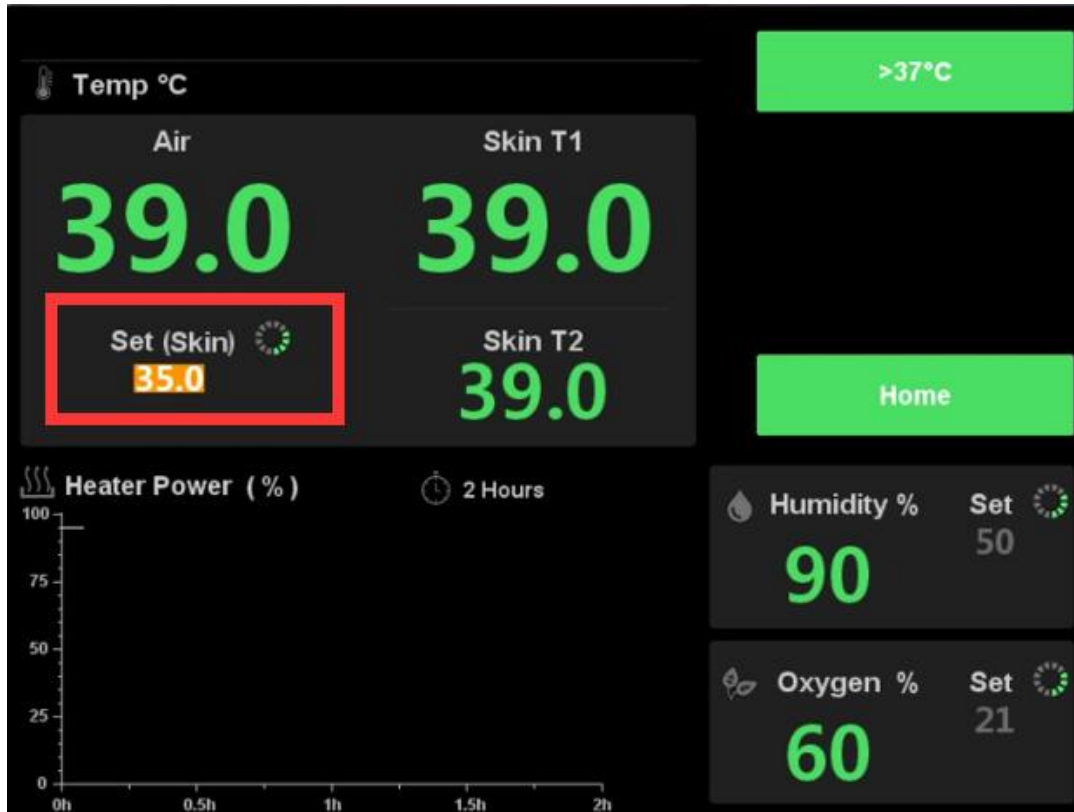 Temp °C
>37°C
Air
Skin T1
39.0
39.0
Set (Skin)
35.0
Skin T2
39.0
Home
Heater Power (%)
2 Hours
100
75
50
25
0
0h
0.5h
1h
1.5h
2h
Humidity %
Set
90
50
Oxygen %
Set
60
21